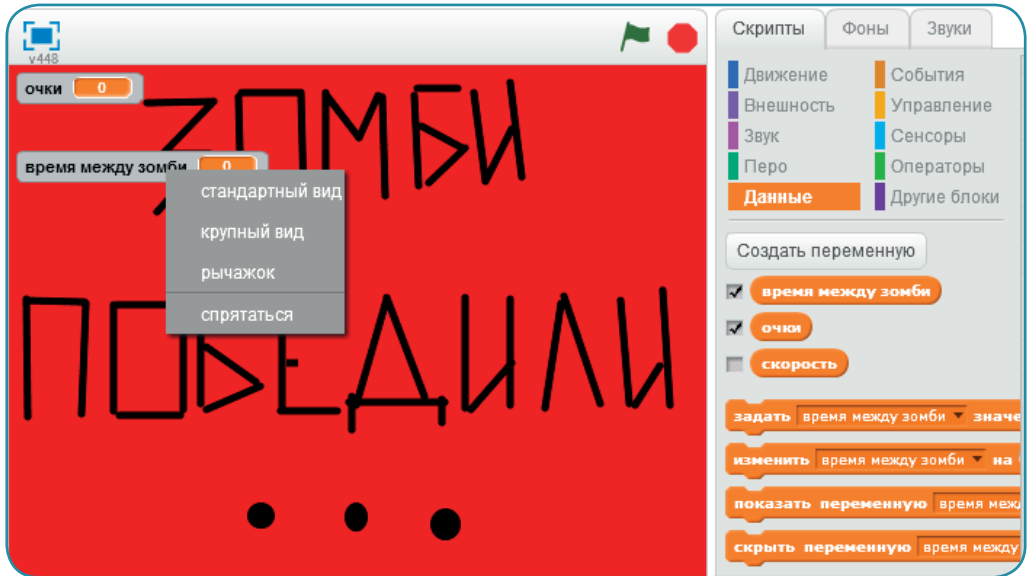 v448
очки 0
ЗОМБИ
время между зомби 0
стандартный вид
крупный вид
рычажок
спрятаться
ПОБЕДИЛИ
...
Скрипты Фоны Звуки
Движение События
Внешность Управление
Звук Сенсоры
Перо Операторы
Данные Другие блоки
Создать переменную
время между зомби
очки
скорость
задать время между зомби значе
изменить время между зомби на
показать переменную время меж
скрыть переменную время между